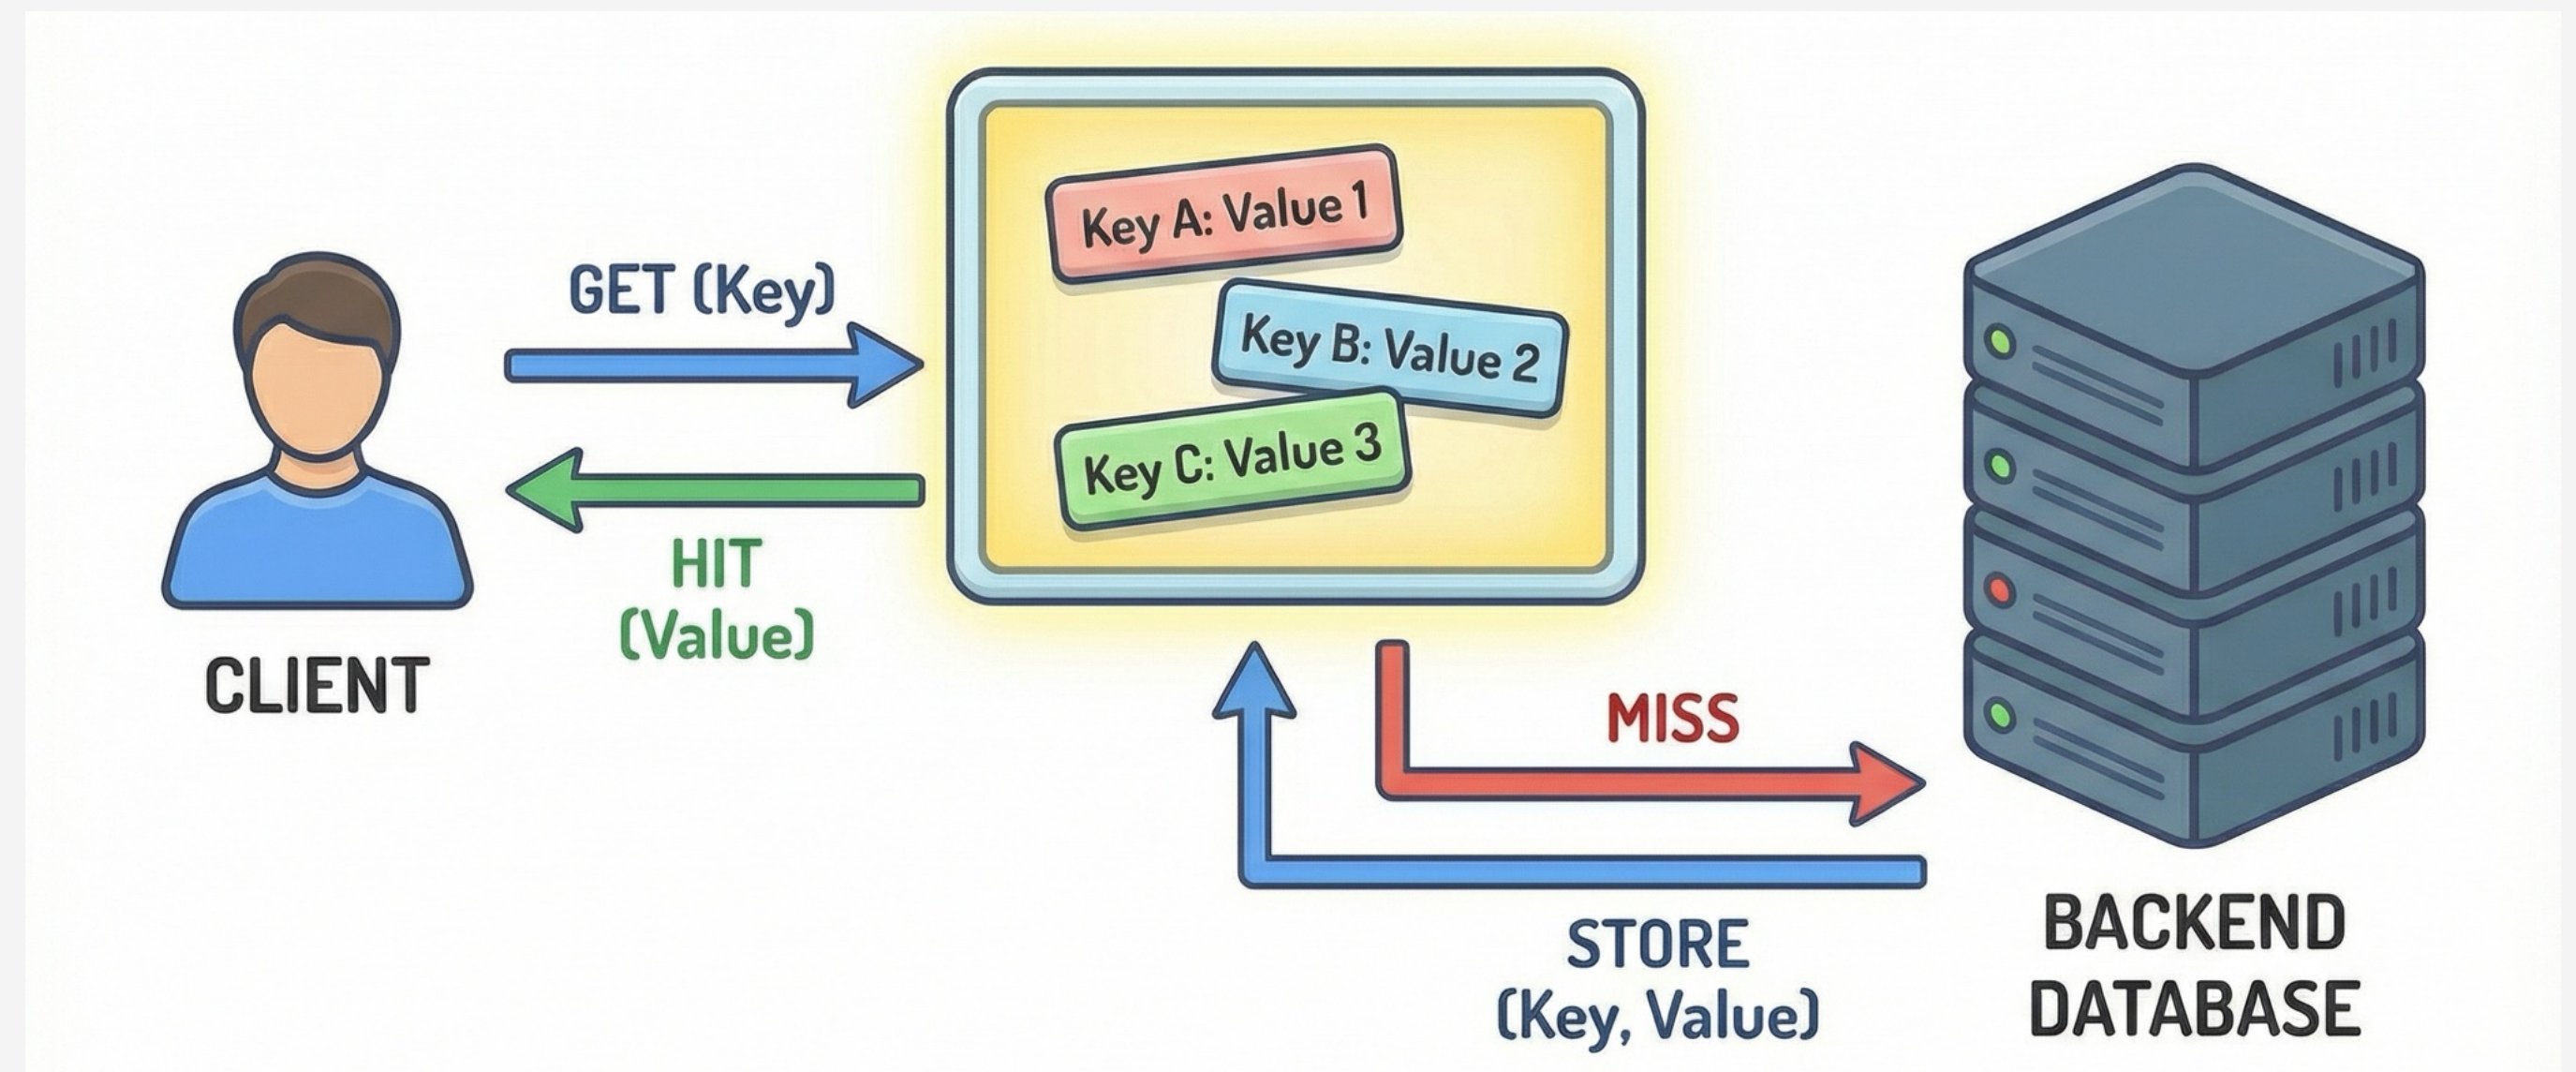 GET (Key)
HIT
(Value)
CLIENT
Key A: Value 1
Key B: Value 2
Key C: Value 3
MISS
STORE
(Key, Value)
BACKEND
DATABASE